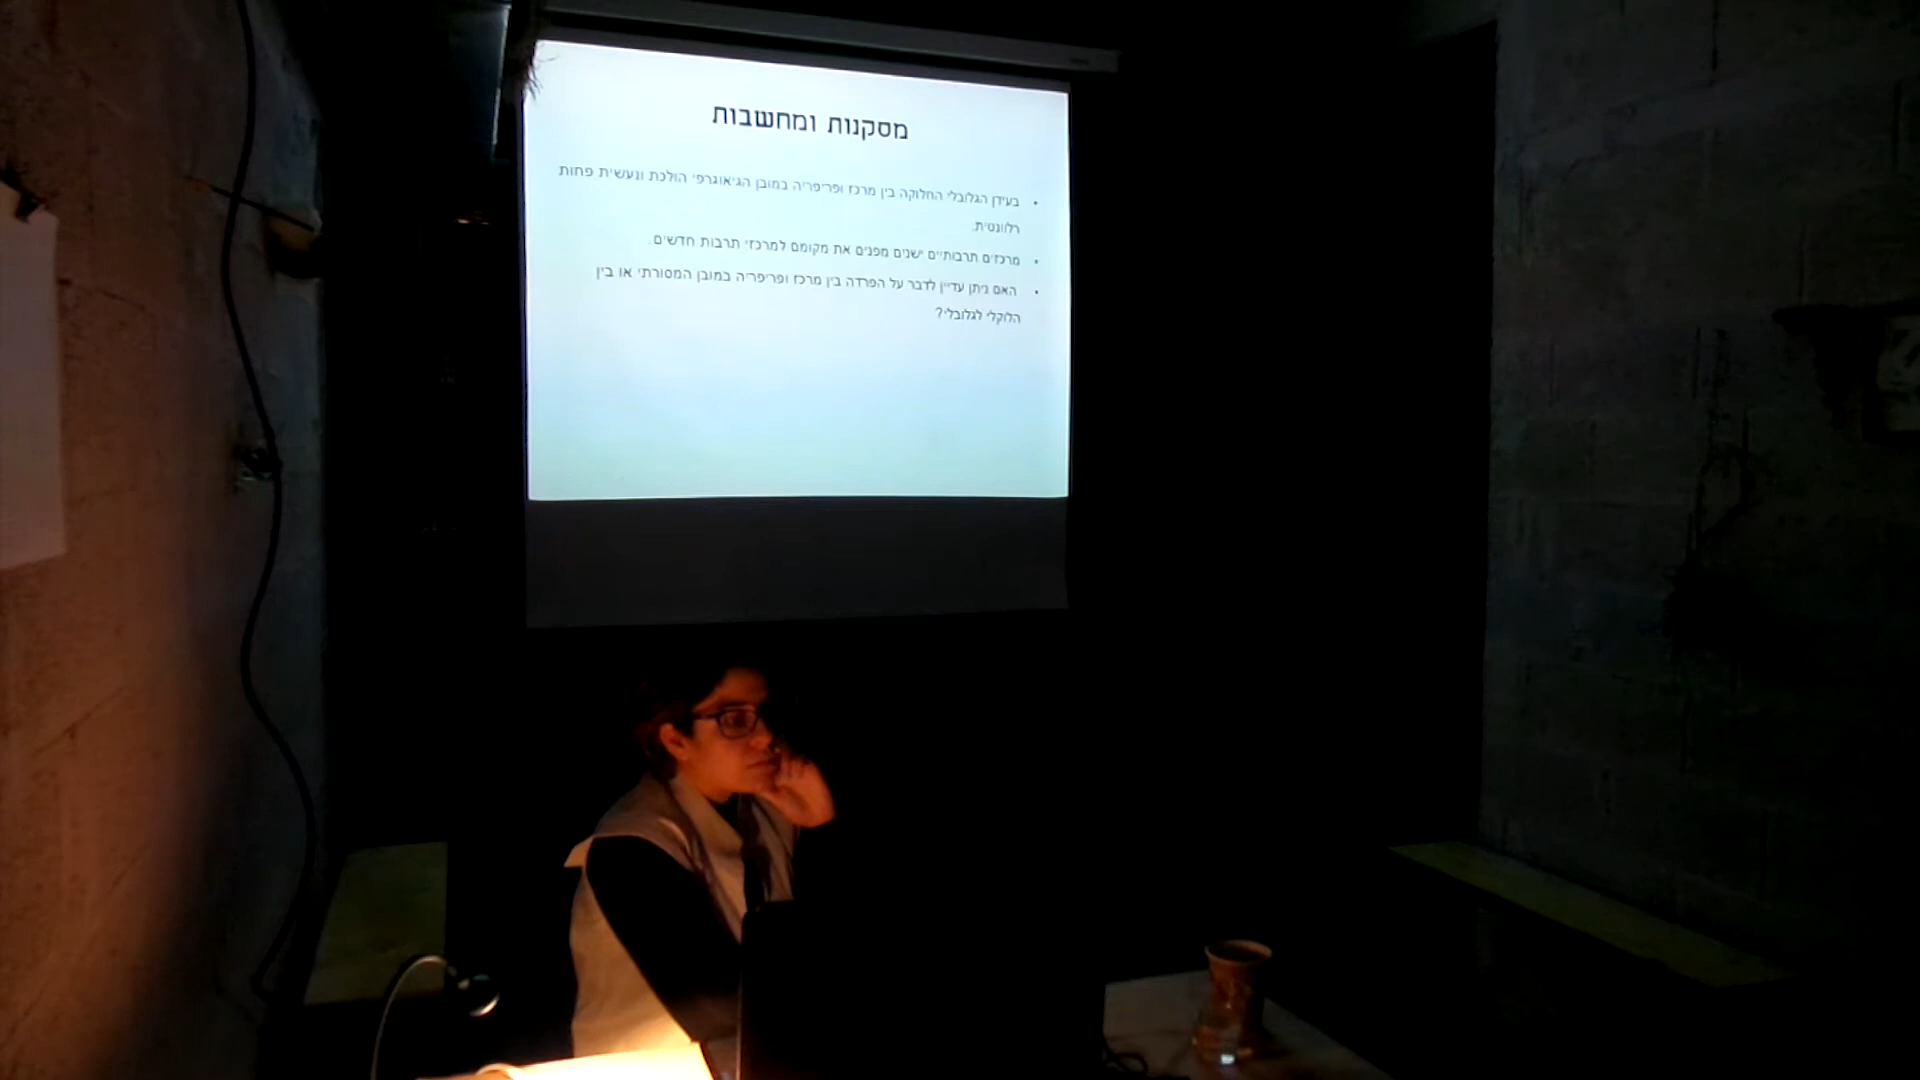 מסקנות ומחשבות
• בעידן הגלובלי החלוקה בין מרכז ופריפריה במובן הגיאוגרפי הולכת ונעשית פחות
רלוונטית.
• מרכזים תרבותיים ישנים מפנים את מקומם למרכזי תרבות חדשים.
• האם ניתן עדיין לדבר על הפרדה בין מרכז ופריפריה במובן המסורתי או בין
הלוקלי לגלובלי?